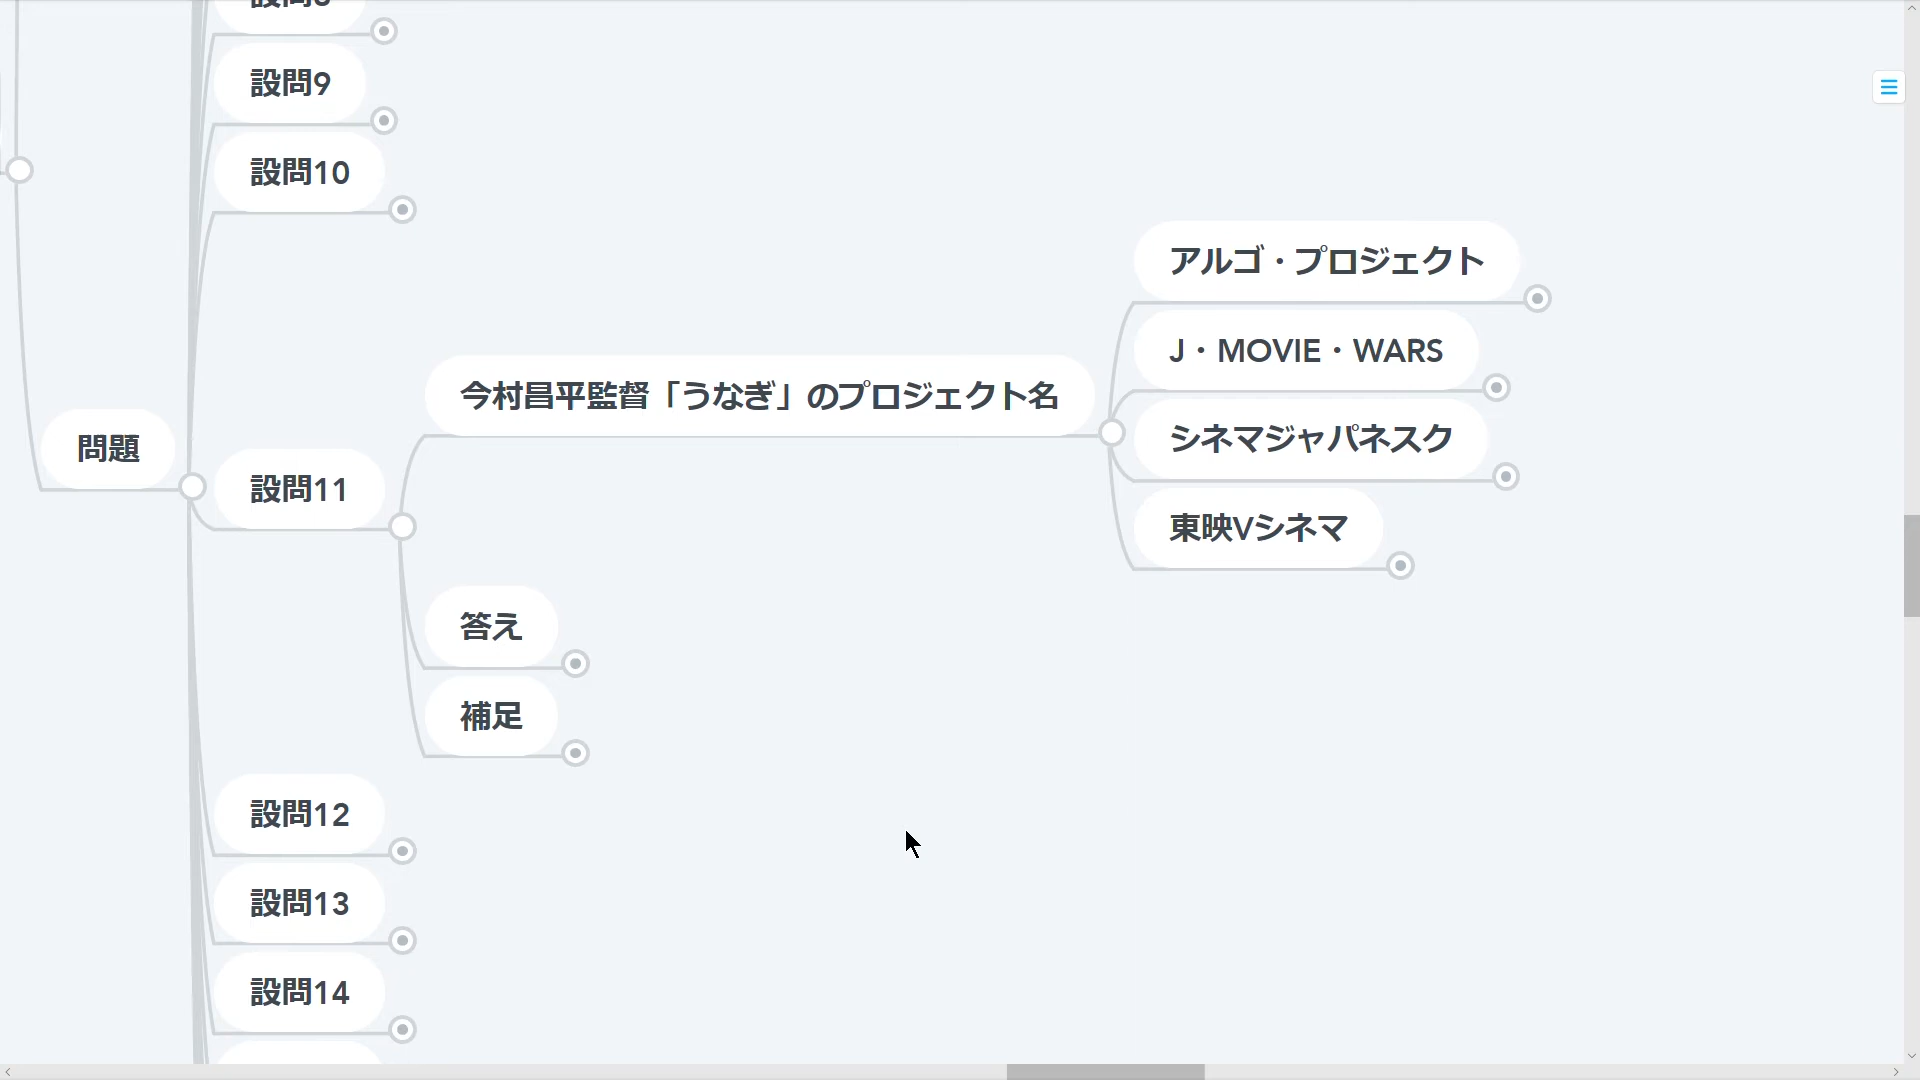 設問9
設問10
アルゴ・プロジェクト
J・MOVIE・WARS
今村昌平監督「うなぎ」のプロジェクト名
シネマジャパネスク
問題
設問11
東映Vシネマ
答え
補足
設問12
設問13
設問14